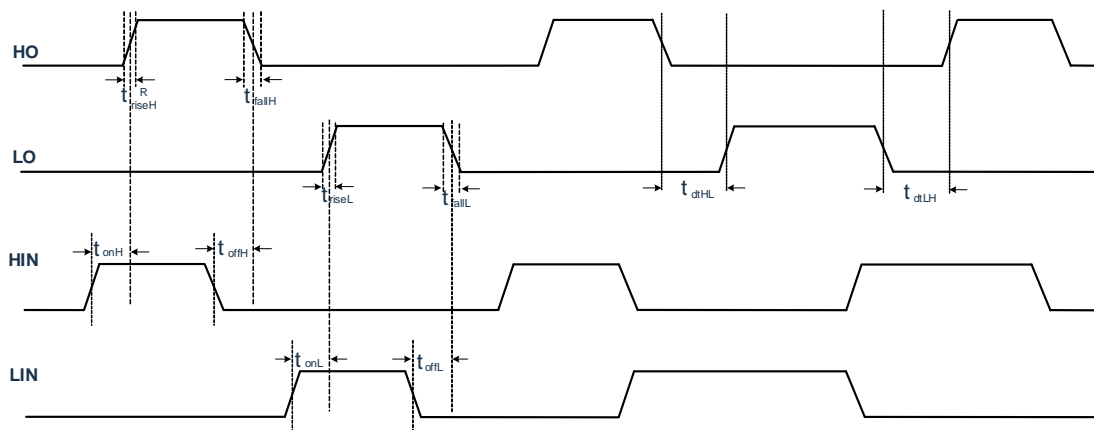 HO
t riseH R
t fallH
LO
t riseL
t fallL
t dtHL
t dtLH
t onH
t offH
HIN
t onL
t offL
LIN